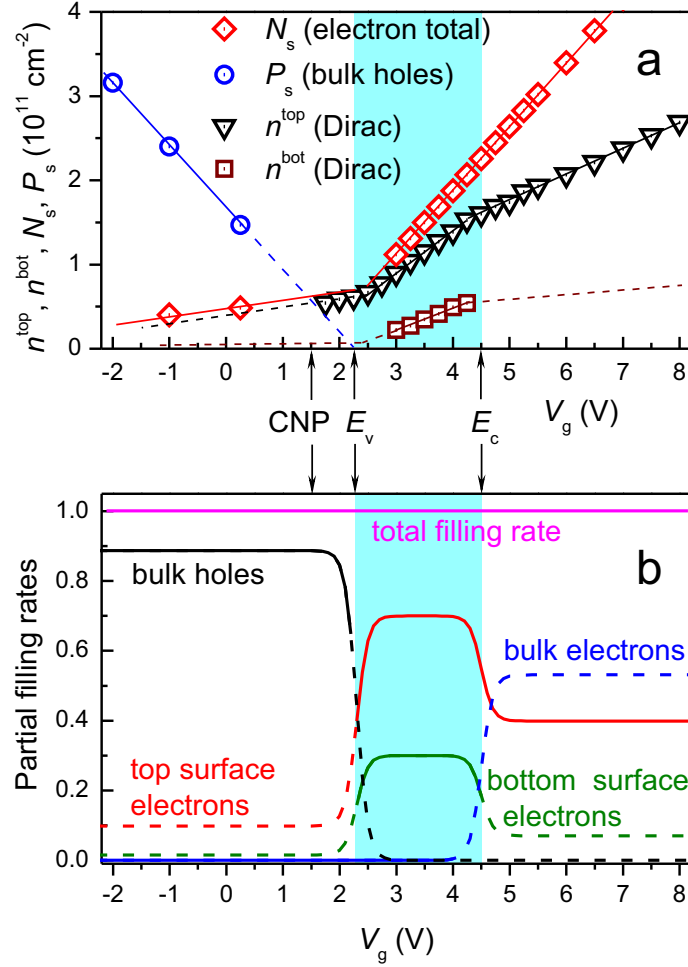 4
3
2
1
0
n^top, n^bot, N_s, P_s (10^11 cm^-2)
N_s (electron total)
P_s (bulk holes)
n^top (Dirac)
n^bot (Dirac)
a
-2 -1 0 1 2 3 4 5 6 7 8
V_g (V)
CNP E_v E_c
1.0
0.8
0.6
0.4
0.2
0.0
Partial filling rates
total filling rate
b
bulk holes
bulk electrons
top surface
electrons
bottom surface
electrons
-2 -1 0 1 2 3 4 5 6 7 8
V_g (V)